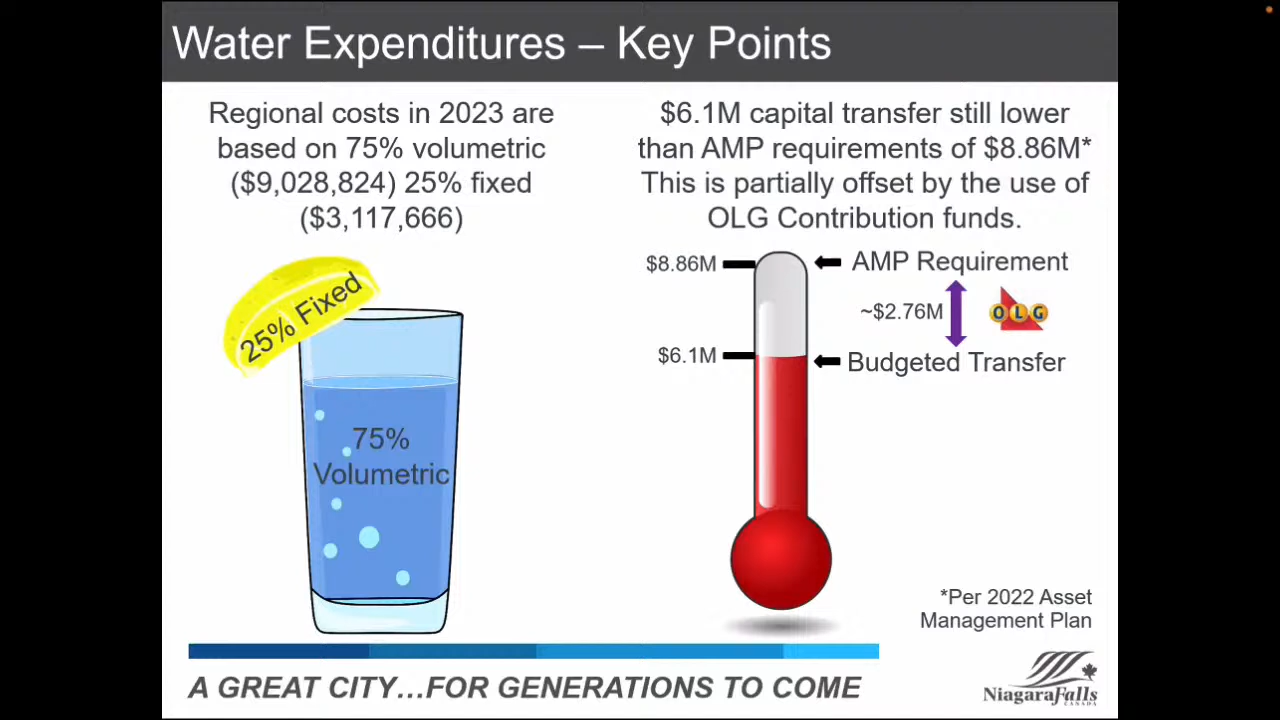 Water Expenditures – Key Points
Regional costs in 2023 are
based on 75% volumetric
($9,028,824) 25% fixed
($3,117,666)
$6.1M capital transfer still lower
than AMP requirements of $8.86M*
This is partially offset by the use of
OLG Contribution funds.
25% Fixed
75%
Volumetric
$8.86M
AMP Requirement
~$2.76M
OLG
$6.1M
Budgeted Transfer
*Per 2022 Asset
Management Plan
A GREAT CITY…FOR GENERATIONS TO COME
NiagaraFalls
CANADA